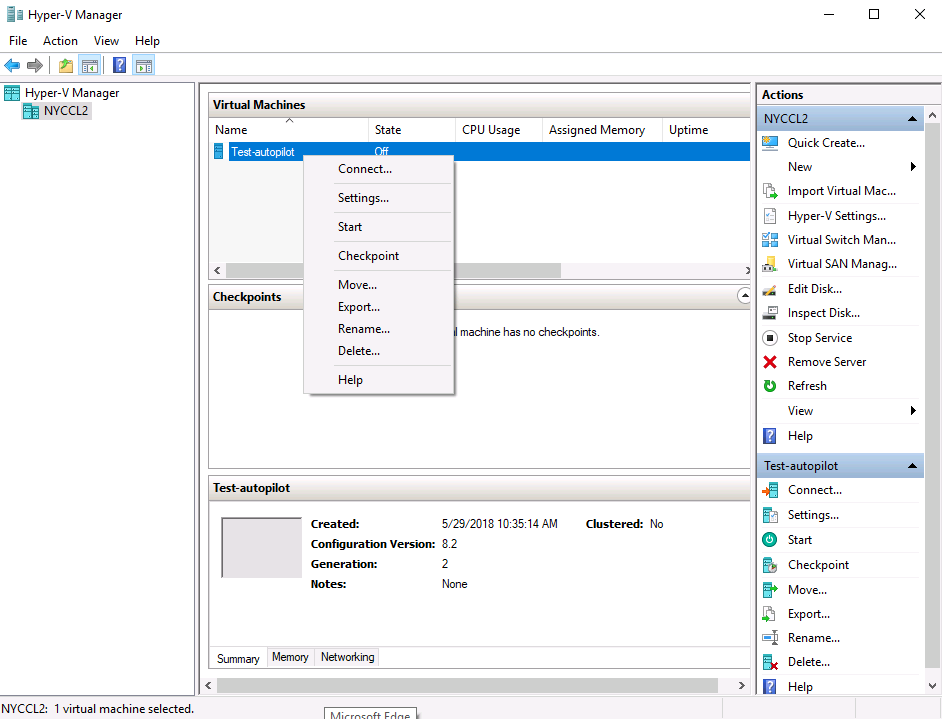 Hyper-V Manager
File Action View Help
Hyper-V Manager
NYCCL2
Virtual Machines
Name State CPU Usage Assigned Memory Uptime
Test-autopilot Off
Connect...
Settings...
Start
Checkpoint
Move...
Export...
Rename...
Delete...
Help
Checkpoints
machine has no checkpoints.
Test-autopilot
Created: 5/29/2018 10:35:14 AM Clustered: No
Configuration Version: 8.2
Generation: 2
Notes: None
Summary Memory Networking
Actions
NYCCL2
Quick Create...
New
Import Virtual Mac...
Hyper-V Settings...
Virtual Switch Man...
Virtual SAN Manag...
Edit Disk...
Inspect Disk...
Stop Service
Remove Server
Refresh
View
Help
Test-autopilot
Connect...
Settings...
Start
Checkpoint
Move...
Export...
Rename...
Delete...
Help
NYCCL2: 1 virtual machine selected.
Microsoft Edge